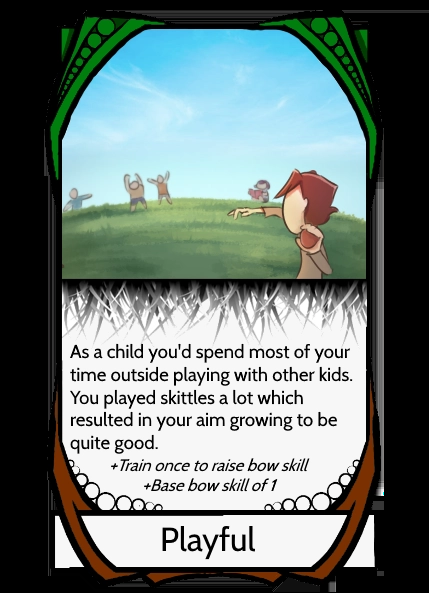 As a child you'd spend most of your
time outside playing with other kids.
You played skittles a lot which
resulted in your aim growing to be
quite good.
+Train once to raise bow skill
+Base bow skill of 1
Playful